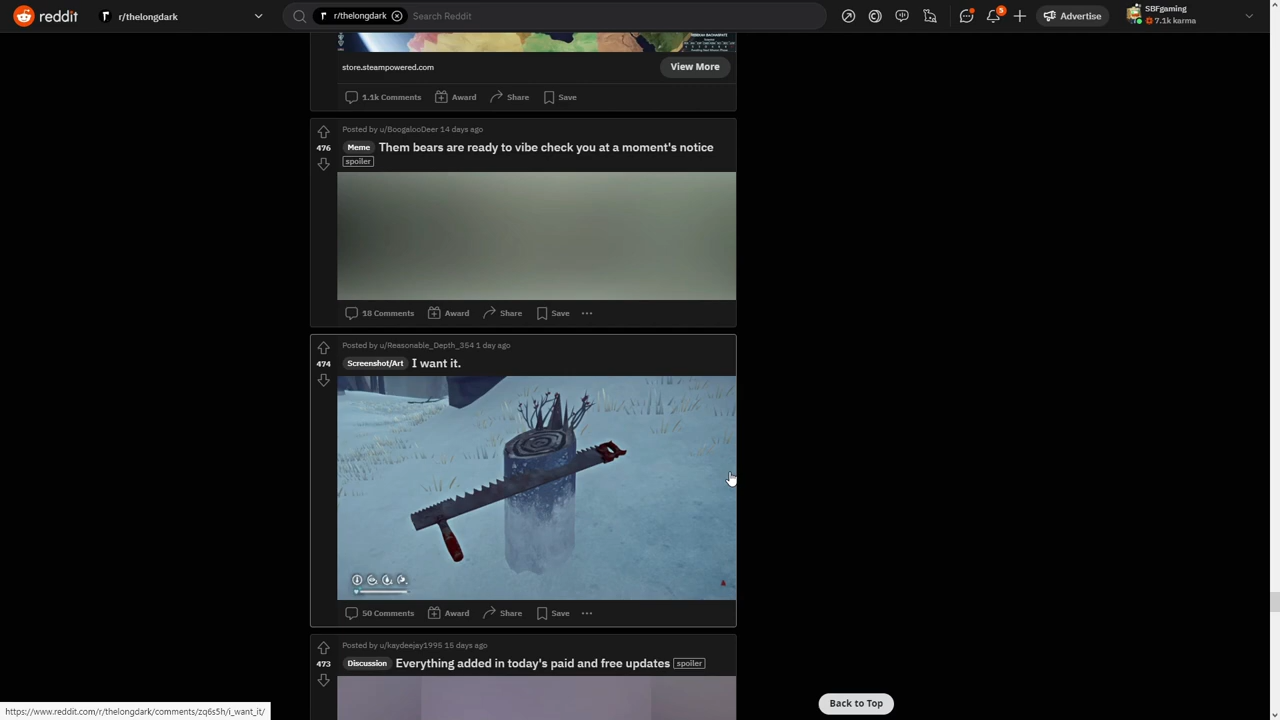 reddit
r/thelongdark
r/thelongdark
Search Reddit
5
Advertise
SBFgaming
7.1k karma
store.steampowered.com
View More
1.1k Comments
Award
Share
Save
Posted by u/BoogalooDeer 14 days ago
476
Meme
Them bears are ready to vibe check you at a moment's notice
spoiler
18 Comments
Award
Share
Save
Posted by u/Reasonable_Depth_354 1 day ago
474
Screenshot/Art
I want it.
50 Comments
Award
Share
Save
Posted by u/kaydeejay1995 15 days ago
473
Discussion
Everything added in today's paid and free updates
spoiler
https://www.reddit.com/r/thelongdark/comments/zq6s5h/i_want_it/
Back to Top